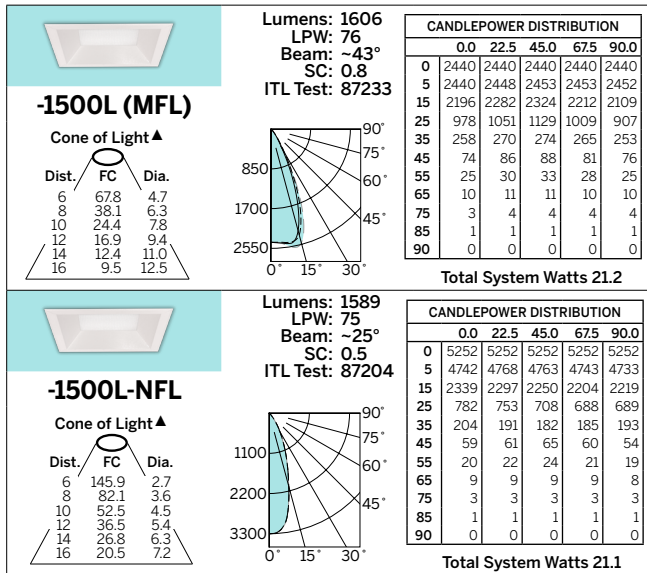 Lumens: 1606
LPW: 76
Beam: ~43°
SC: 0.8
ITL Test: 87233
-1500L (MFL)
Cone of Light▲
Dist. FC Dia.
6 67.8 4.7
8 38.1 6.3
10 24.4 7.8
12 16.9 9.4
14 12.4 11.0
16 9.5 12.5
90°
75°
60°
45°
850
1700
2550
0° 15° 30°
CANDLEPOWER DISTRIBUTION
0.0 22.5 45.0 67.5 90.0
0 2440 2440 2440 2440 2440
5 2440 2448 2453 2453 2452
15 2196 2282 2324 2212 2109
25 978 1051 1129 1009 907
35 258 270 274 265 253
45 74 86 88 81 76
55 25 30 33 28 25
65 10 11 11 10 10
75 3 4 4 4 4
85 1 1 1 1 1
90 0 0 0 0 0
Total System Watts 21.2
Lumens: 1589
LPW: 75
Beam: ~25°
SC: 0.5
ITL Test: 87204
-1500L-NFL
Cone of Light▲
Dist. FC Dia.
6 145.9 2.7
8 82.1 3.6
10 52.5 4.5
12 36.5 5.4
14 26.8 6.3
16 20.5 7.2
90°
75°
60°
45°
1100
2200
3300
0° 15° 30°
CANDLEPOWER DISTRIBUTION
0.0 22.5 45.0 67.5 90.0
0 5252 5252 5252 5252 5252
5 4742 4768 4763 4743 4733
15 2339 2297 2250 2204 2219
25 782 753 708 688 689
35 204 191 182 185 193
45 59 61 65 60 54
55 20 22 24 21 19
65 9 9 9 9 8
75 3 3 3 3 3
85 1 1 1 1 1
90 0 0 0 0 0
Total System Watts 21.1